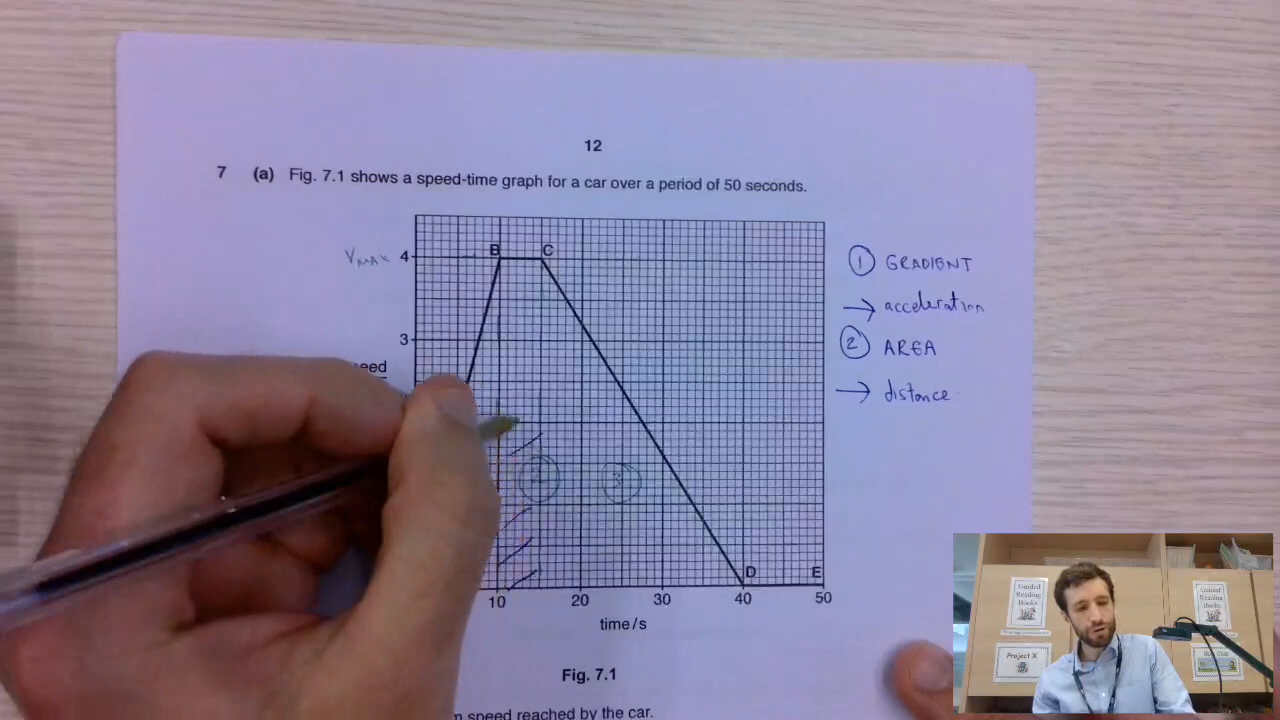 12
7 (a) Fig. 7.1 shows a speed-time graph for a car over a period of 50 seconds.
VMAX 4
B C
3
① GRADIENT
→ acceleration
② AREA
→ distance
2 3
D E
10 20 30 40 50
time/s
Fig. 7.1
speed reached by the car.
Guided Reading Books
Guided Reading Books
Project X